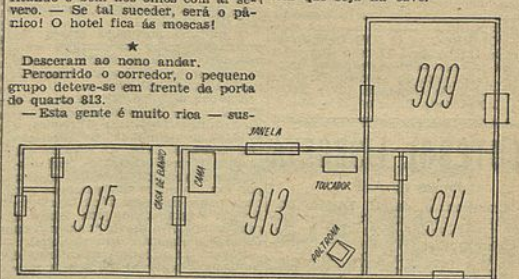 vero. — Se tal suceder, será o pâ-
nico! O hotel fica ás moscas!
★
Desceram ao nono andar.
Percorrido o corredor, o pequeno
grupo deteve-se em frente da porta
do quarto 813.
— Esta gente é muito rica — sus-
909
JANELA
915
CASA DE BANHO
CAMA
913
TOUCADOR
POLTRONA
911